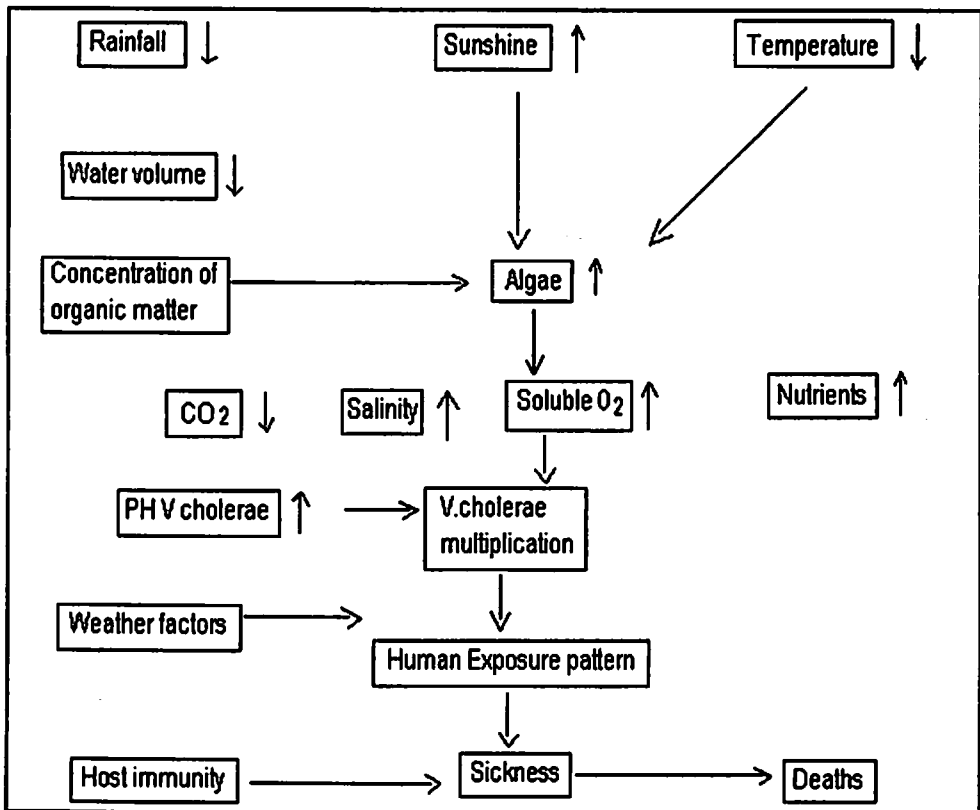 Rainfall
Sunshine
Temperature
Water volume
Concentration of
organic matter
Algae
CO2
Salinity
Soluble O2
Nutrients
PH V cholerae
V.cholerae
multiplication
Weather factors
Human Exposure pattern
Host immunity
Sickness
Deaths